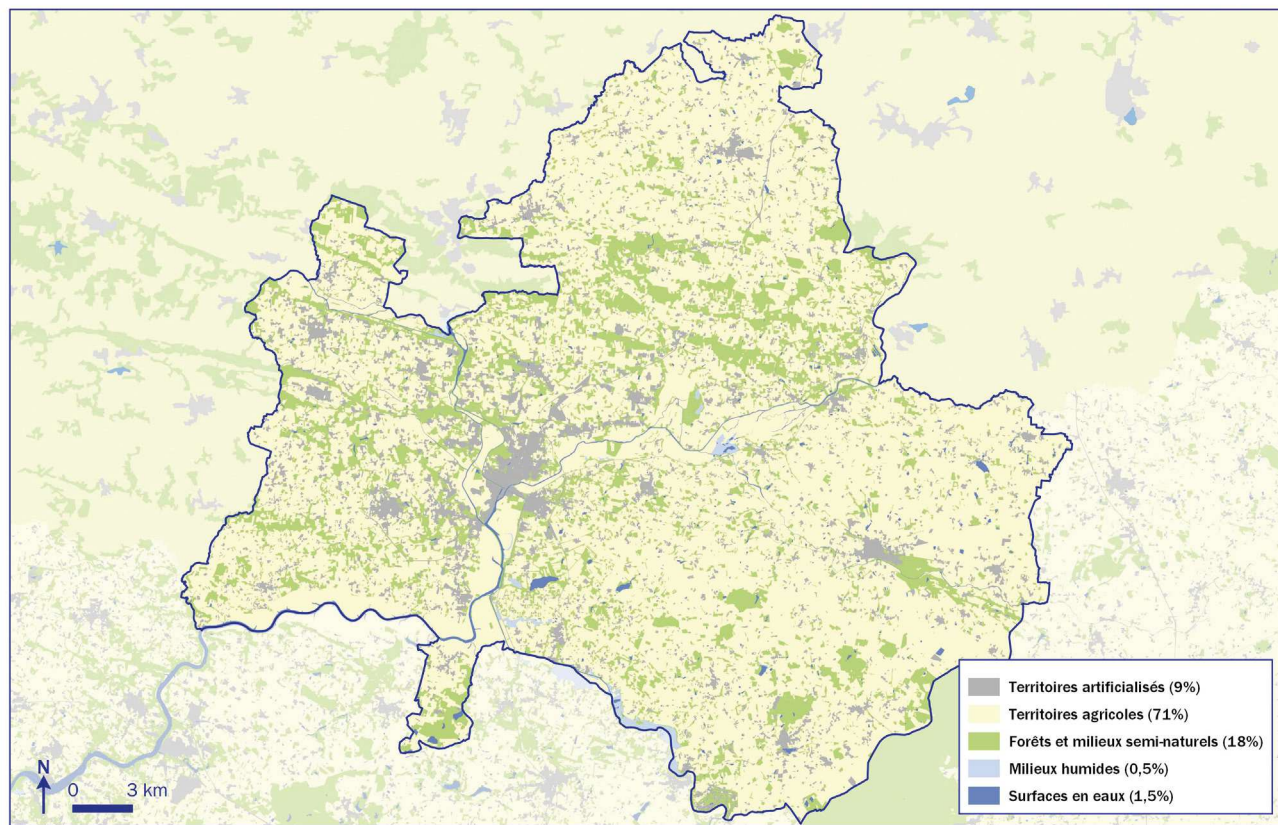 Territoires artificialisés (9%)
Territoires agricoles (71%)
Forêts et milieux semi-naturels (18%)
Milieux humides (0,5%)
Surfaces en eaux (1,5%)
N
0 3 km